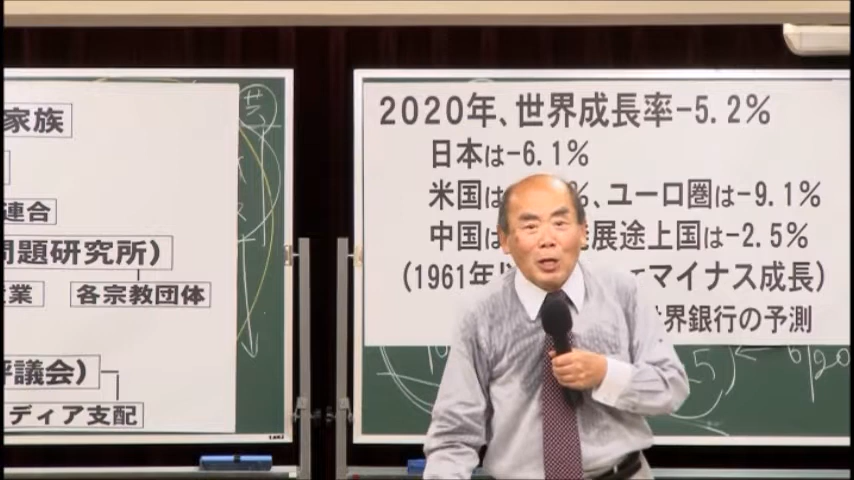 家族
連合
問題研究所）
業
各宗教団体
評議会）
ディア支配
2020年、世界成長率-5.2%
日本は-6.1%
米国は %、ユーロ圏は-9.1%
中国は 展途上国は-2.5%
（1961年 マイナス成長）
世界銀行の予測